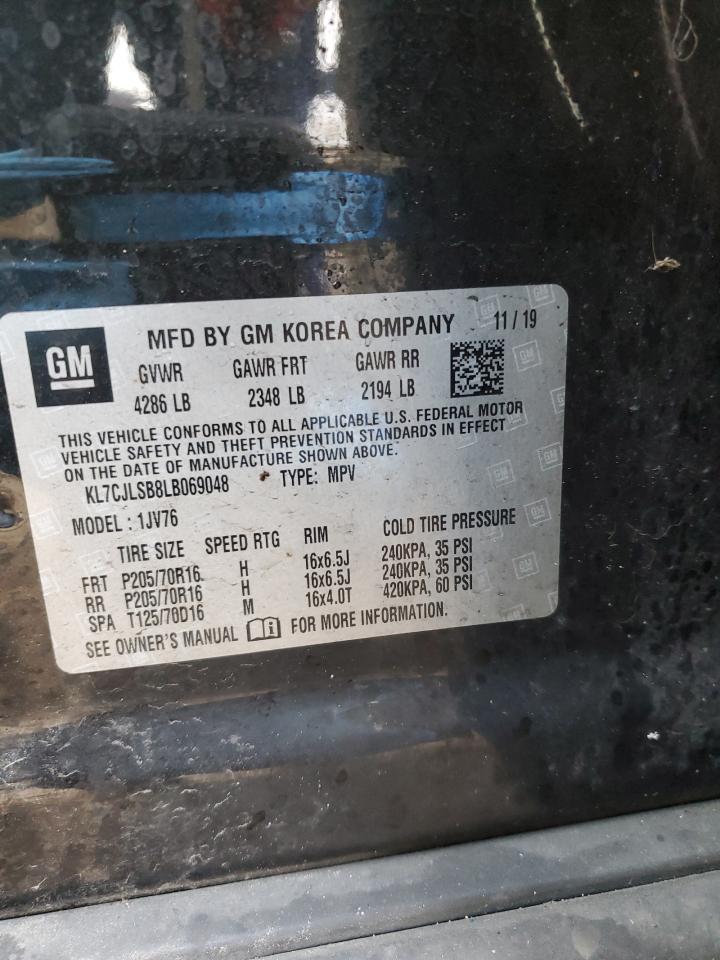 GM
MFD BY GM KOREA COMPANY 11 / 19
GVWR GAWR FRT GAWR RR
4286 LB 2348 LB 2194 LB
THIS VEHICLE CONFORMS TO ALL APPLICABLE U.S. FEDERAL MOTOR
VEHICLE SAFETY AND THEFT PREVENTION STANDARDS IN EFFECT
ON THE DATE OF MANUFACTURE SHOWN ABOVE.
KL7CJLSB8LB069048 TYPE: MPV
MODEL : 1JV76
TIRE SIZE SPEED RTG RIM COLD TIRE PRESSURE
FRT P205/70R16 H 16x6.5J 240KPA, 35 PSI
RR P205/70R16 H 16x6.5J 240KPA, 35 PSI
SPA T125/70D16 M 16x4.0T 420KPA, 60 PSI
SEE OWNER'S MANUAL FOR MORE INFORMATION.